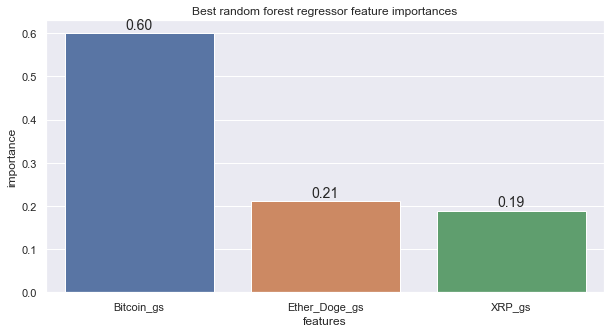 Best random forest regressor feature importances
0.60
0.21
0.19
0.6
0.5
0.4
0.3
0.2
0.1
0.0
importance
Bitcoin_gs
Ether_Doge_gs
XRP_gs
features